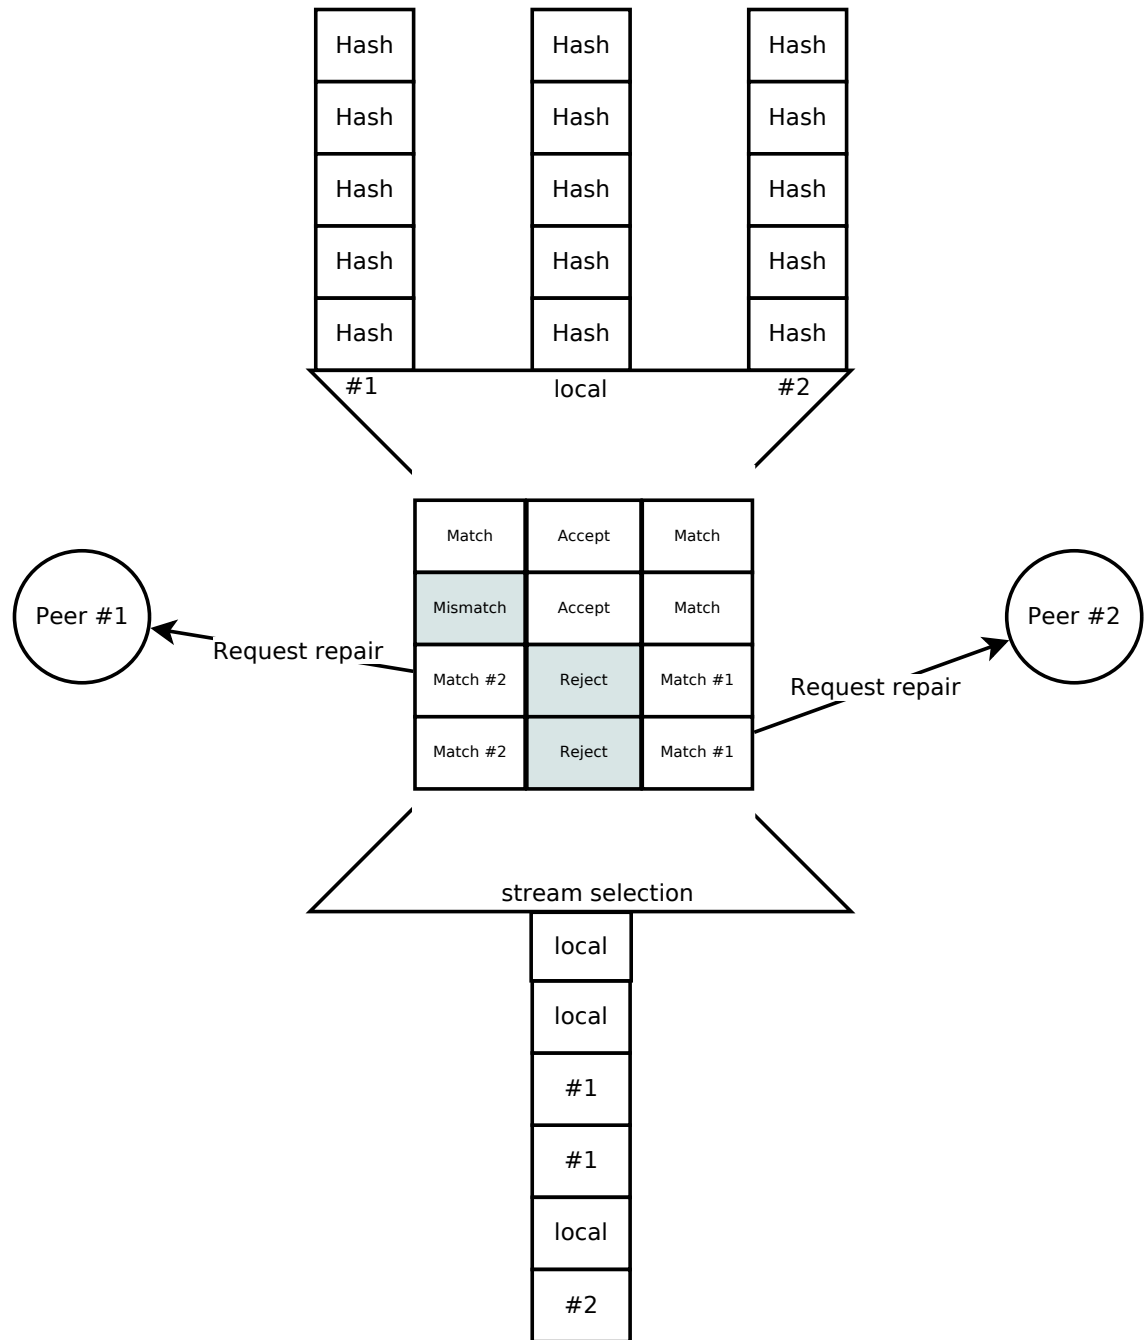 Hash Hash Hash
Hash Hash Hash
Hash Hash Hash
Hash Hash Hash
Hash Hash Hash
#1 local #2
Match Accept Match
Mismatch Accept Match
Peer #1
Peer #2
Request repair
Match #2 Reject Match #1
Request repair
Match #2 Reject Match #1
stream selection
local
local
#1
#1
local
#2